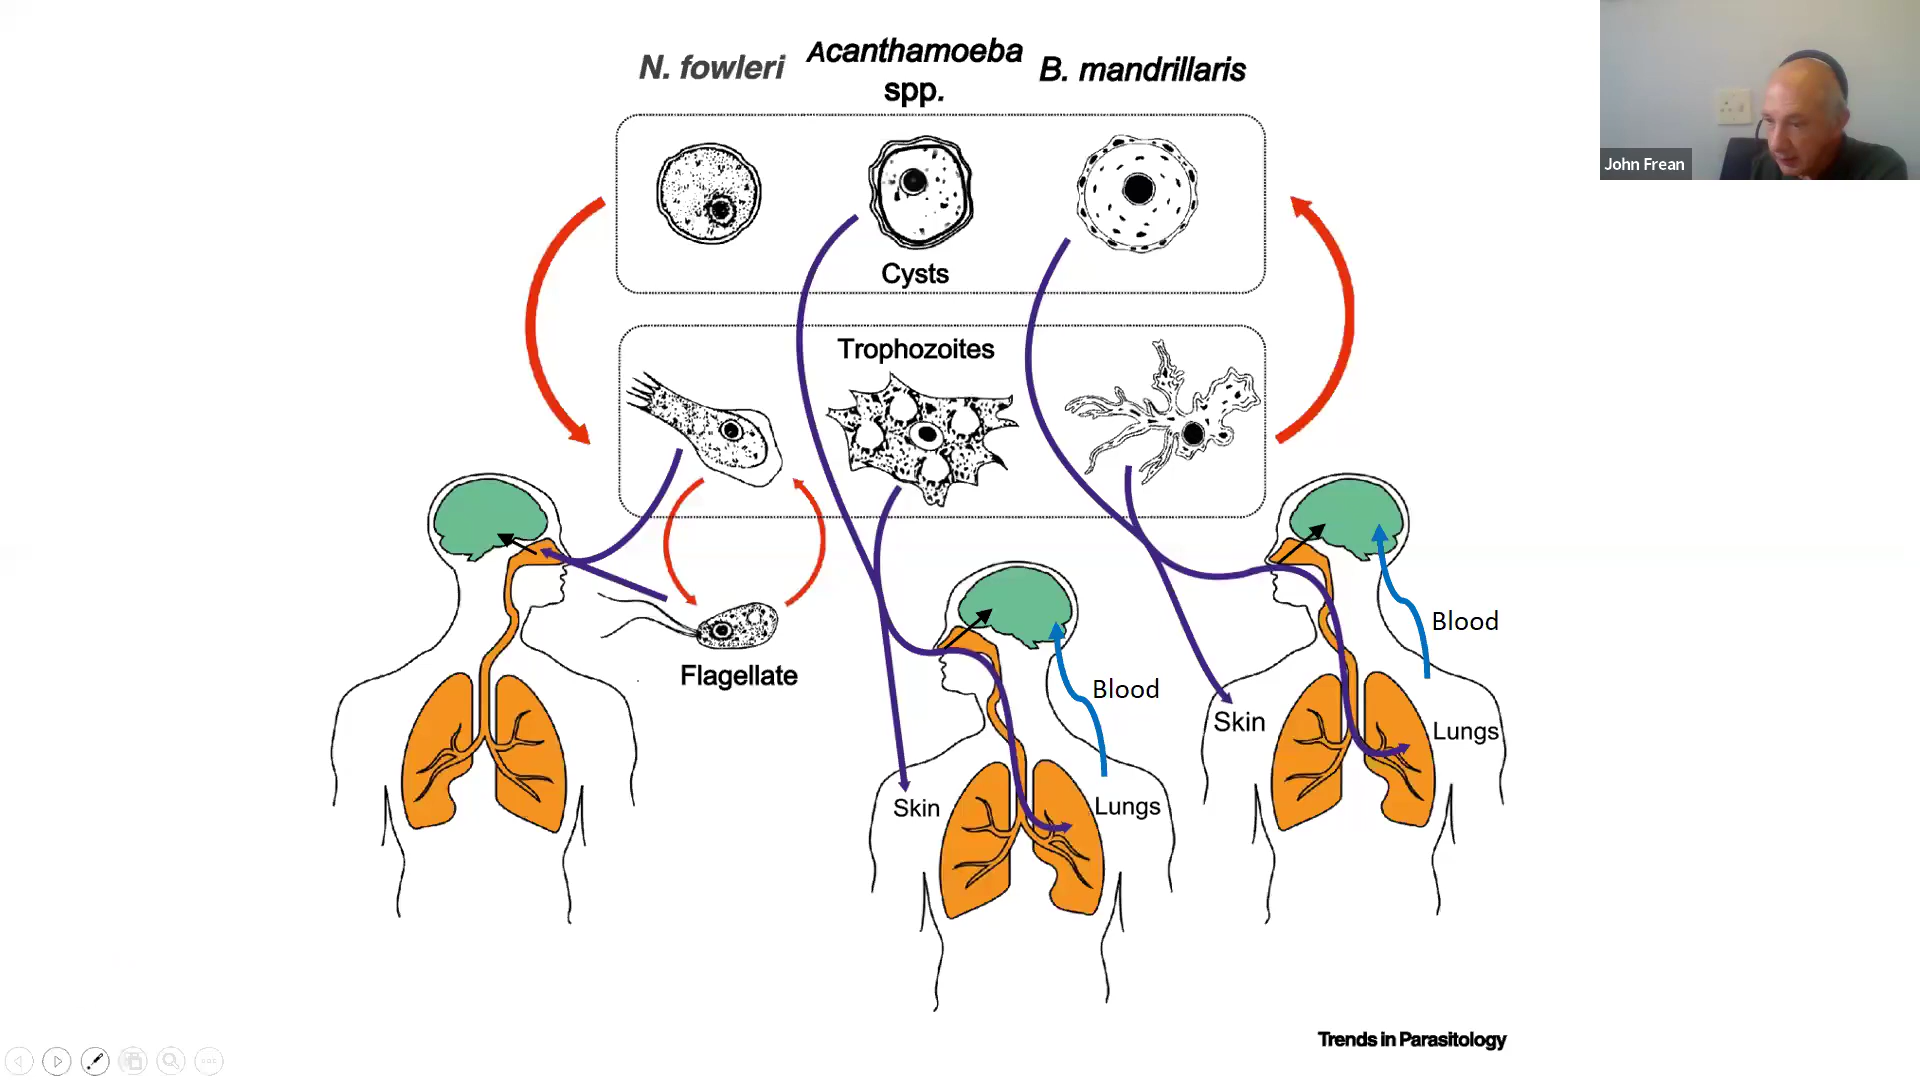 N. fowleri
Acanthamoeba
spp.
B. mandrillaris
John Frean
Cysts
Trophozoites
Flagellate
Blood
Blood
Skin
Lungs
Skin
Lungs
Trends in Parasitology